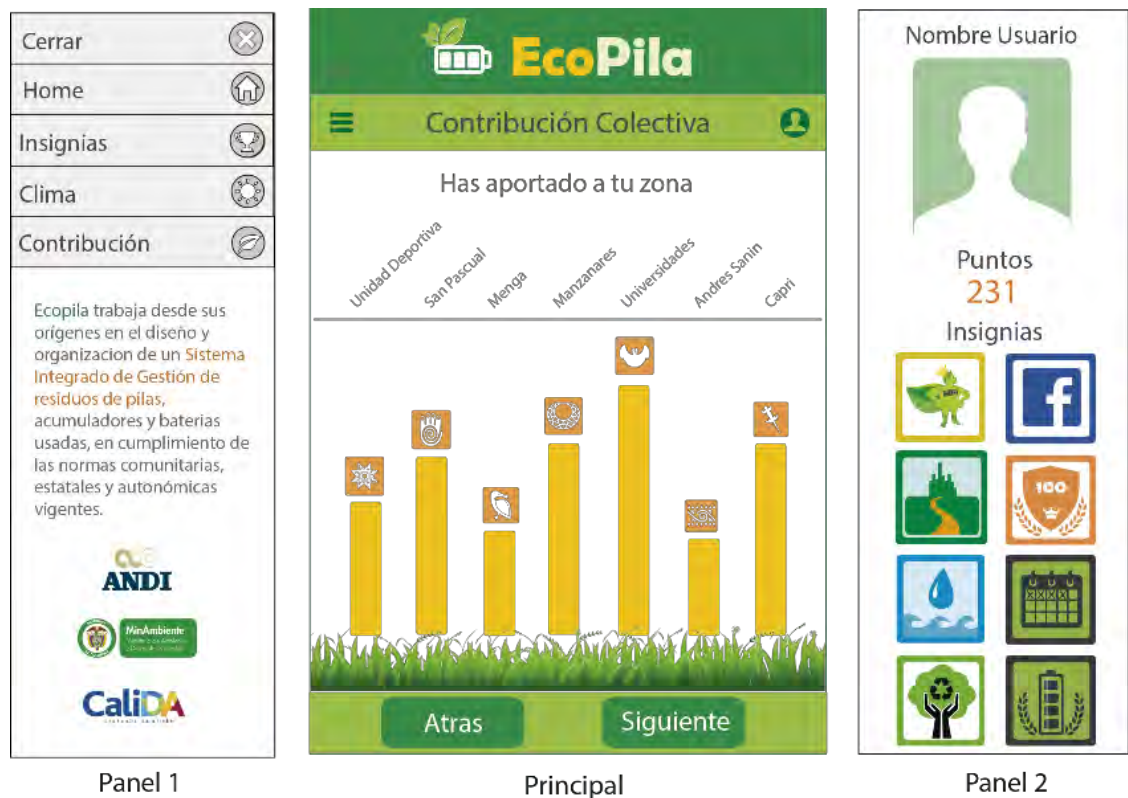 Cerrar
Home
Insignias
Clima
Contribución
Ecopila trabaja desde sus
orígenes en el diseño y
organizacion de un Sistema
Integrado de Gestión de
residuos de pilas,
acumuladores y baterias
usadas, en cumplimiento de
las normas comunitarias,
estatales y autonómicas
vigentes.
ANDI
MinAmbiente
CaliDA
Panel 1
EcoPila
Contribución Colectiva
Has aportado a tu zona
Unidad Deportiva
San Pascual
Menga
Manzanares
Universidades
Andres Sanin
Capri
Atras
Siguiente
Principal
Nombre Usuario
Puntos
231
Insignias
f
100
Panel 2